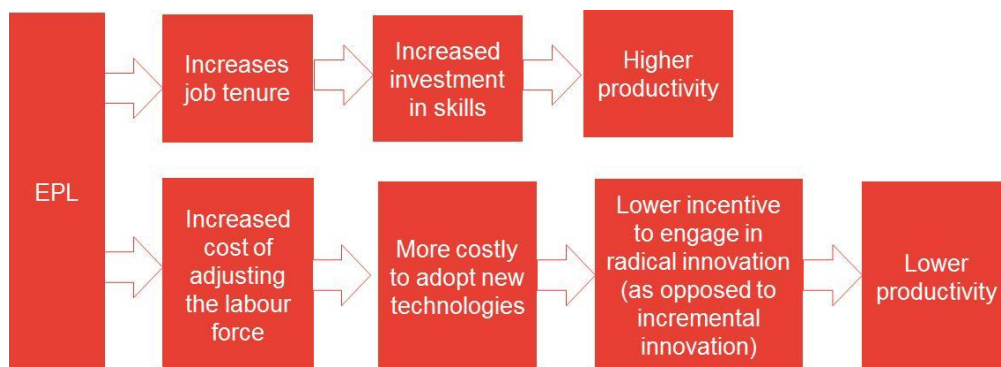 EPL
Increases
job tenure
Increased
investment
in skills
Higher
productivity
Increased
cost of
adjusting
the labour
force
More costly
to adopt new
technologies
Lower incentive
to engage in
radical innovation
(as opposed to
incremental
innovation)
Lower
productivity